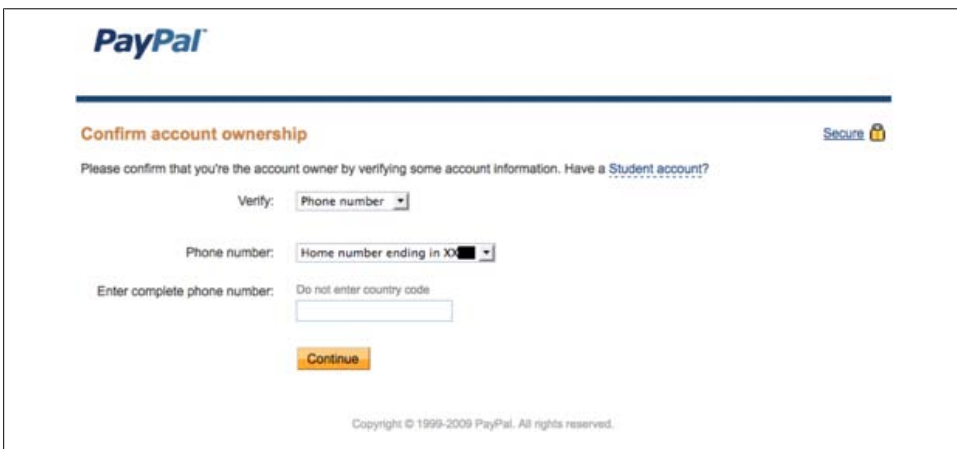 PayPal
Confirm account ownership
Secure
Please confirm that you're the account owner by verifying some account information. Have a Student account?
Verify: Phone number
Phone number: Home number ending in XX
Enter complete phone number: Do not enter country code
Continue
Copyright © 1999-2009 PayPal. All rights reserved.